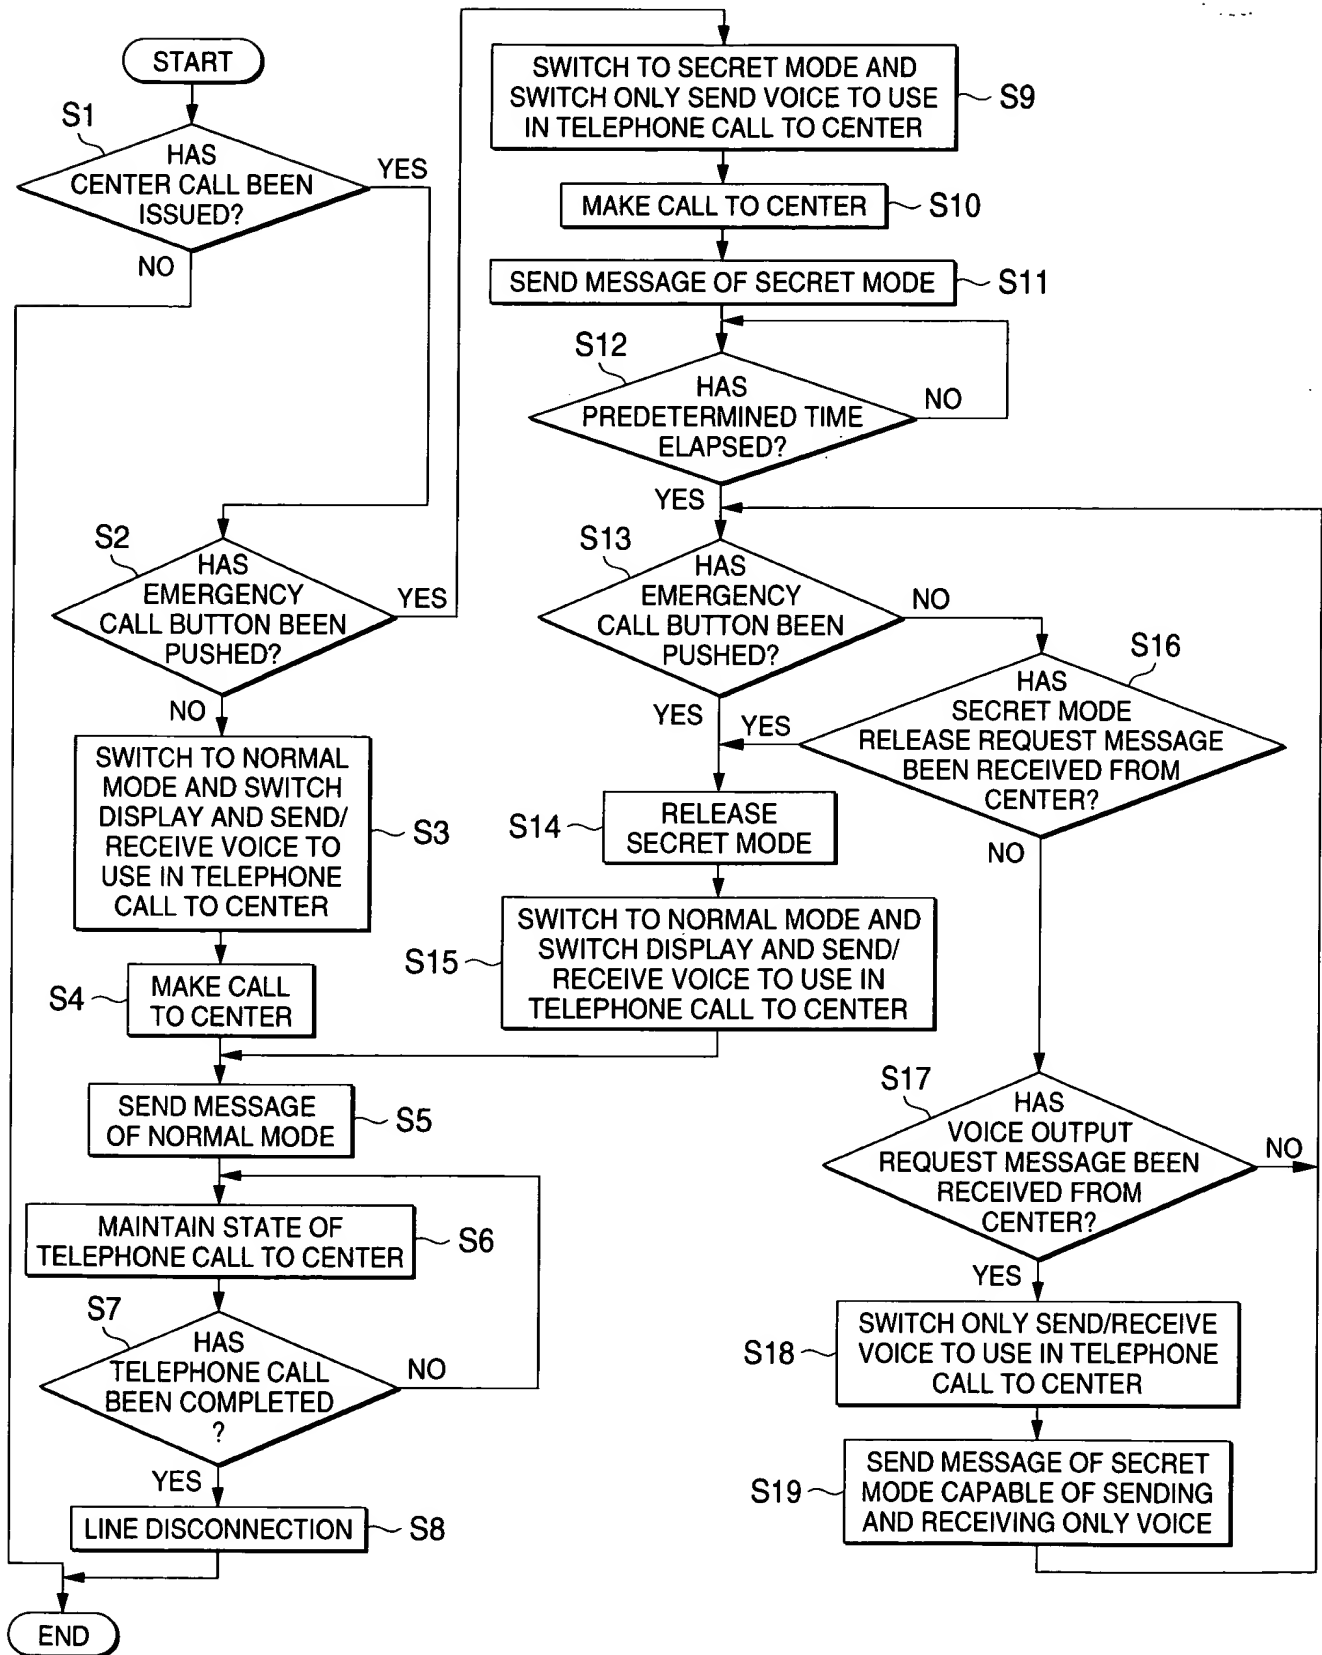 START
S1
HAS
CENTER CALL BEEN
ISSUED?
YES
NO
S2
HAS
EMERGENCY
CALL BUTTON BEEN
PUSHED?
YES
NO
SWITCH TO NORMAL
MODE AND SWITCH
DISPLAY AND SEND/
RECEIVE VOICE TO
USE IN TELEPHONE
CALL TO CENTER
S3
S4
MAKE CALL
TO CENTER
SEND MESSAGE
OF NORMAL MODE
S5
MAINTAIN STATE OF
TELEPHONE CALL TO CENTER
S6
S7
HAS
TELEPHONE CALL
BEEN COMPLETED
?
NO
YES
LINE DISCONNECTION
S8
END
SWITCH TO SECRET MODE AND
SWITCH ONLY SEND VOICE TO USE
IN TELEPHONE CALL TO CENTER
S9
MAKE CALL TO CENTER
S10
SEND MESSAGE OF SECRET MODE
S11
S12
HAS
PREDETERMINED TIME
ELAPSED?
NO
YES
S13
HAS
EMERGENCY
CALL BUTTON BEEN
PUSHED?
NO
YES
S16
HAS
SECRET MODE
RELEASE REQUEST MESSAGE
BEEN RECEIVED FROM
CENTER?
YES
NO
S14
RELEASE
SECRET MODE
S15
SWITCH TO NORMAL MODE AND
SWITCH DISPLAY AND SEND/
RECEIVE VOICE TO USE IN
TELEPHONE CALL TO CENTER
S17
HAS
VOICE OUTPUT
REQUEST MESSAGE BEEN
RECEIVED FROM
CENTER?
NO
YES
S18
SWITCH ONLY SEND/RECEIVE
VOICE TO USE IN TELEPHONE
CALL TO CENTER
S19
SEND MESSAGE OF SECRET
MODE CAPABLE OF SENDING
AND RECEIVING ONLY VOICE